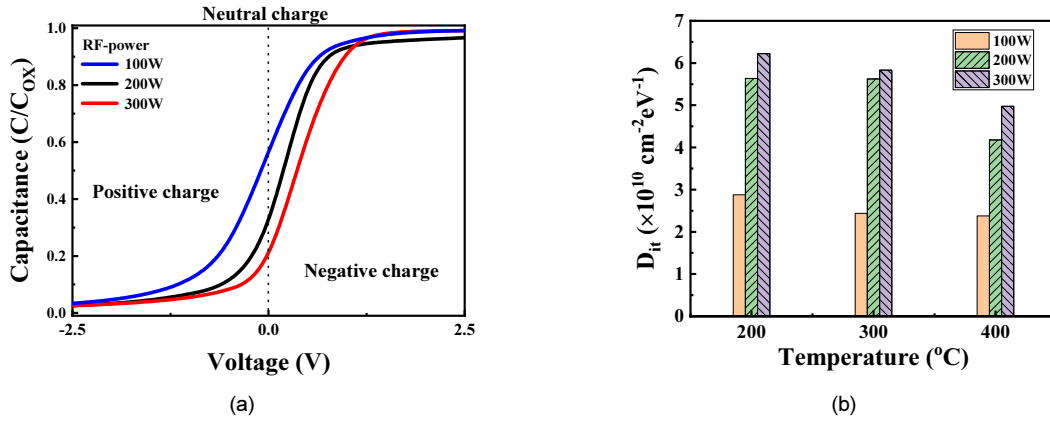 Neutral charge
RF-power
100W
200W
300W
Positive charge
Negative charge
Capacitance (C/C_OX)
1.0
0.8
0.6
0.4
0.2
0.0
-2.5
0.0
2.5
Voltage (V)
(a)
100W
200W
300W
D_it (×10^10 cm^-2eV^-1)
7
6
5
4
3
2
1
0
200
300
400
Temperature (°C)
(b)